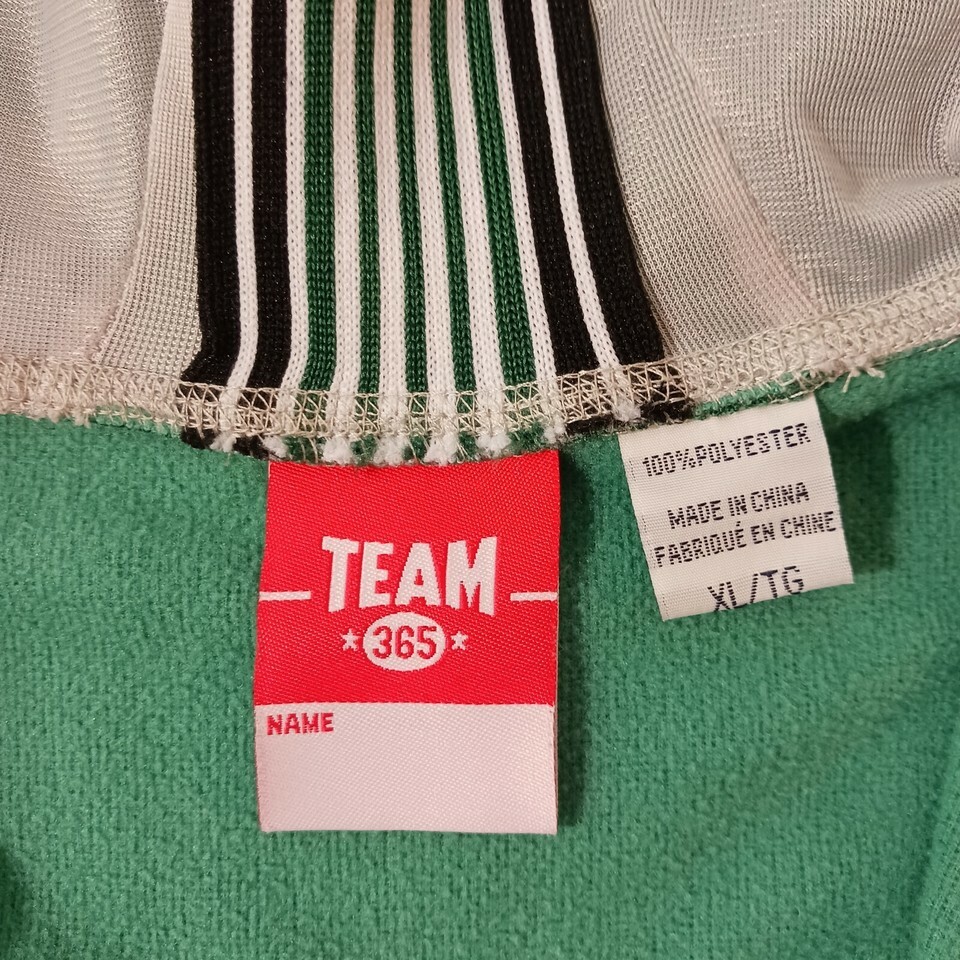 TEAM
365
NAME
100%POLYESTER
MADE IN CHINA
FABRIQUÉ EN CHINE
XL/TG